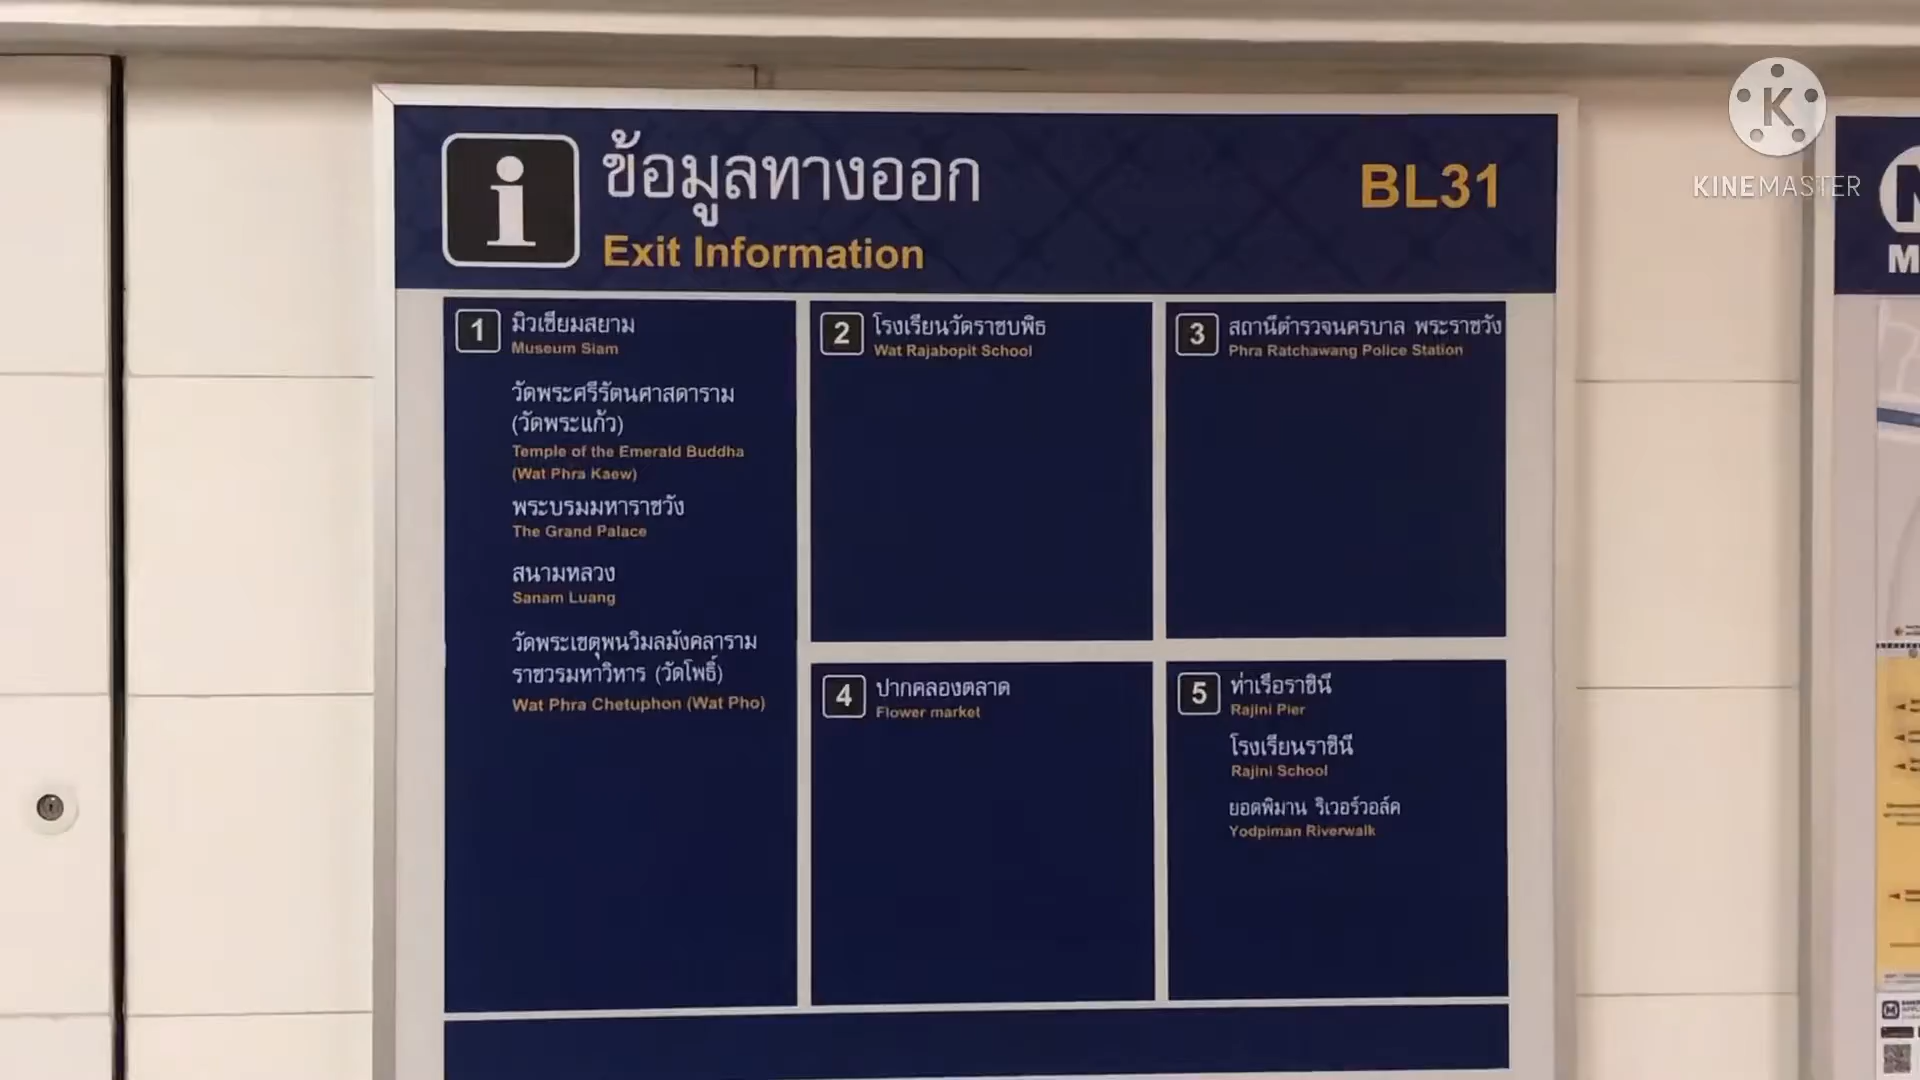 ข้อมูลทางออก
Exit Information
BL31
KINEMASTER
1
มิวเซียมสยาม
Museum Siam
วัดพระศรีรัตนศาสดาราม
(วัดพระแก้ว)
Temple of the Emerald Buddha
(Wat Phra Kaew)
พระบรมมหาราชวัง
The Grand Palace
สนามหลวง
Sanam Luang
วัดพระเชตุพนวิมลมังคลาราม
ราชวรมหาวิหาร (วัดโพธิ์)
Wat Phra Chetuphon (Wat Pho)
2
โรงเรียนวัดราชบพิธ
Wat Rajabopit School
3
สถานีตำรวจนครบาล พระราชวัง
Phra Ratchawang Police Station
4
ปากคลองตลาด
Flower market
5
ท่าเรือราชินี
Rajini Pier
โรงเรียนราชินี
Rajini School
ยอดพิมาน ริเวอร์วอล์ค
Yodpiman Riverwalk